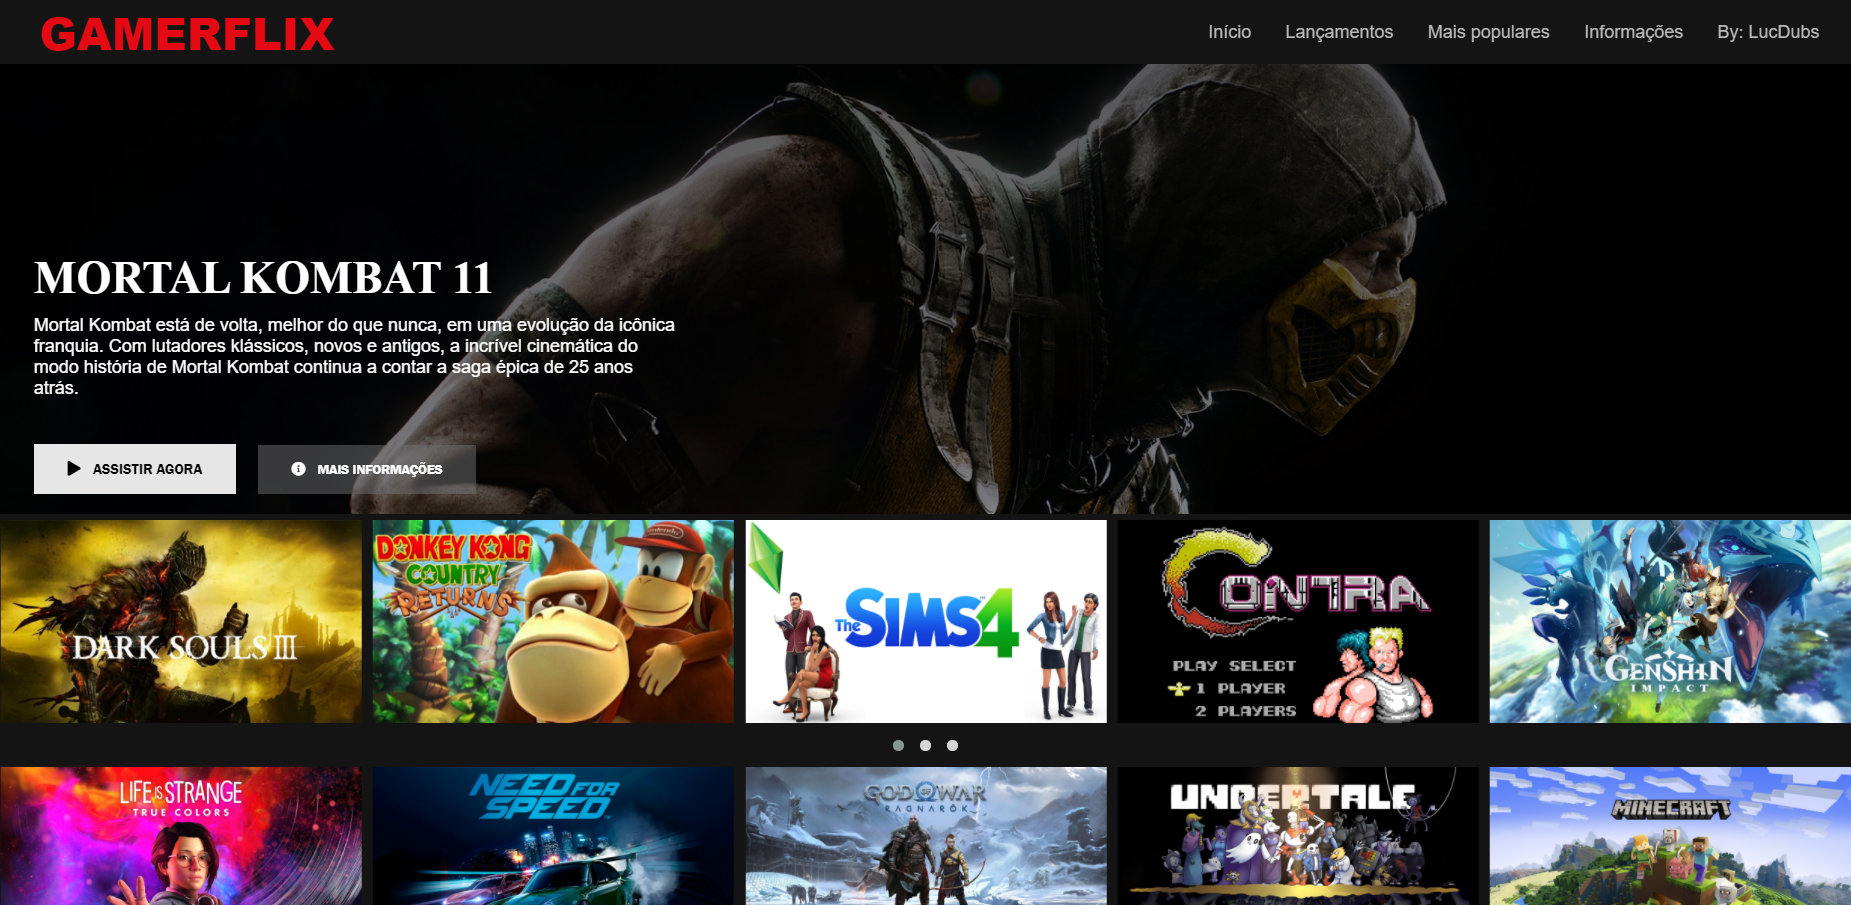 GAMERFLIX
Início Lançamentos Mais populares Informações By: LucDubs
MORTAL KOMBAT 11
Mortal Kombat está de volta, melhor do que nunca, em uma evolução da icônica
franquia. Com lutadores klássicos, novos e antigos, a incrível cinemática do
modo história de Mortal Kombat continua a contar a saga épica de 25 anos
atrás.
ASSISTIR AGORA
MAIS INFORMAÇÕES
DARK SOULS III
Nintendo
DONKEY KONG
COUNTRY
RETURNS
The SIMS 4
CONTRA
PLAY SELECT
1 PLAYER
2 PLAYERS
GENSHIN
IMPACT
LIFE IS STRANGE
TRUE COLORS
NEED FOR
SPEED
GOD OF WAR
RAGNARÖK
UNDERTALE
MINECRAFT